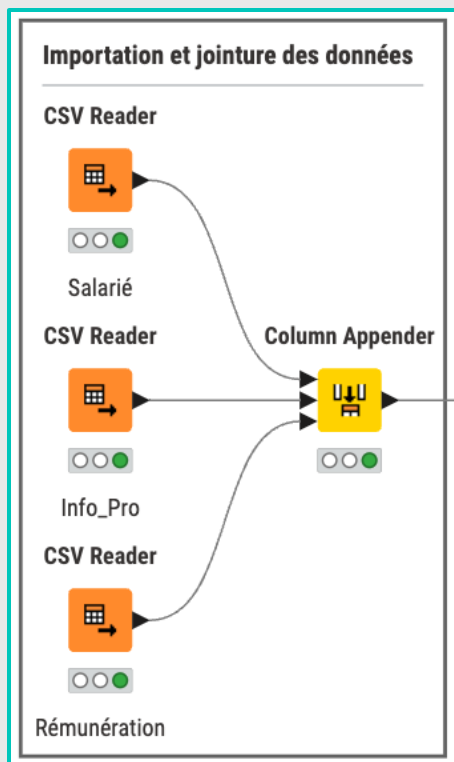 Importation et jointure des données
CSV Reader
Salarié
CSV Reader
Column Appender
Info_Pro
CSV Reader
Rémunération